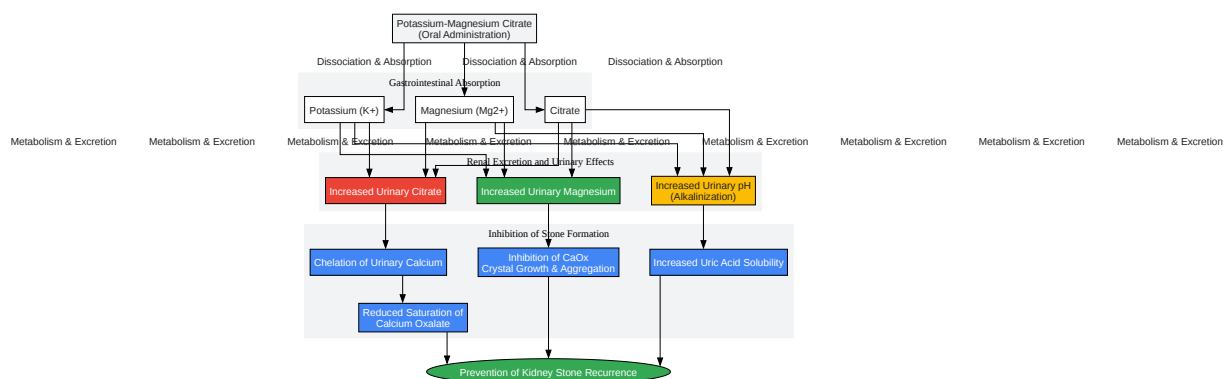 Potassium-Magnesium Citrate
(Oral Administration)
Dissociation & Absorption
Dissociation & Absorption
Dissociation & Absorption
Gastrointestinal Absorption
Potassium (K+)
Magnesium (Mg2+)
Citrate
Metabolism & Excretion
Metabolism & Excretion
Metabolism & Excretion
Metabolism & Excretion
Metabolism & Excretion
Metabolism & Excretion
Metabolism & Excretion
Metabolism & Excretion
Metabolism & Excretion
Renal Excretion and Urinary Effects
Increased Urinary Citrate
Increased Urinary Magnesium
Increased Urinary pH
(Alkalinization)
Inhibition of Stone Formation
Chelation of Urinary Calcium
Inhibition of CaOx
Crystal Growth & Aggregation
Increased Uric Acid Solubility
Reduced Saturation of
Calcium Oxalate
Prevention of Kidney Stone Recurrence